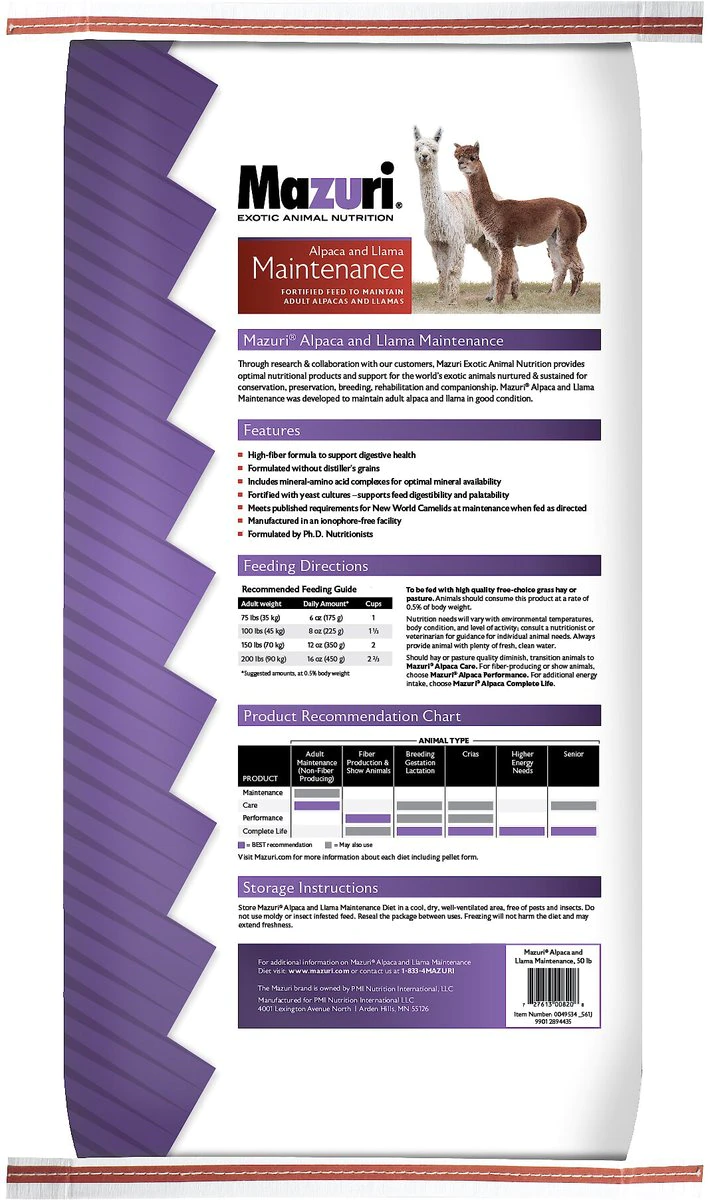 Mazuri®
EXOTIC ANIMAL NUTRITION
Alpaca and Llama
Maintenance
FORTIFIED FEED TO MAINTAIN
ADULT ALPACAS AND LLAMAS
Mazuri® Alpaca and Llama Maintenance
Through research & collaboration with our customers, Mazuri Exotic Animal Nutrition provides
optimal nutritional products and support for the world's exotic animals nurtured & sustained for
conservation, preservation, breeding, rehabilitation and companionship. Mazuri® Alpaca and Llama
Maintenance was developed to maintain adult alpaca and llama in good condition.
Features
High-fiber formula to support digestive health
Formulated without distiller's grains
Includes mineral-amino acid complexes for optimal mineral availability
Fortified with yeast cultures –supports feed digestibility and palatability
Meets published requirements for New World Camelids at maintenance when fed as directed
Manufactured in an ionophore-free facility
Formulated by Ph.D. Nutritionists
Feeding Directions
Recommended Feeding Guide
Adult weight Daily Amount* Cups
75 lbs (35 kg) 6 oz (175 g) 1
100 lbs (45 kg) 8 oz (225 g) 1 1/3
150 lbs (70 kg) 12 oz (350 g) 2
200 lbs (90 kg) 16 oz (450 g) 2 2/3
*Suggested amounts, at 0.5% body weight
To be fed with high quality free-choice grass hay or
pasture. Animals should consume this product at a rate of
0.5% of body weight.
Nutrition needs will vary with environmental temperatures,
body condition, and level of activity; consult a nutritionist or
veterinarian for guidance for individual animal needs. Always
provide animal with plenty of fresh, clean water.
Should hay or pasture quality diminish, transition animals to
Mazuri® Alpaca Care. For fiber-producing or show animals,
choose Mazuri® Alpaca Performance. For additional energy
intake, choose Mazuri® Alpaca Complete Life.
Product Recommendation Chart
ANIMAL TYPE
PRODUCT
Adult
Maintenance
(Non-Fiber
Producing)
Fiber
Production &
Show Animals
Breeding
Gestation
Lactation
Crias
Higher
Energy
Needs
Senior
Maintenance
Care
Performance
Complete Life
= BEST recommendation = May also use
Visit Mazuri.com for more information about each diet including pellet form.
Storage Instructions
Store Mazuri® Alpaca and Llama Maintenance Diet in a cool, dry, well-ventilated area, free of pests and insects. Do
not use moldy or insect infested feed. Reseal the package between uses. Freezing will not harm the diet and may
extend freshness.
For additional information on Mazuri® Alpaca and Llama Maintenance
Diet visit: www.mazuri.com or contact us at 1-833-4MAZURI
The Mazuri brand is owned by PMI Nutrition International, LLC
Manufactured for PMI Nutrition International LLC
4001 Lexington Avenue North | Arden Hills, MN 55126
Mazuri® Alpaca and
Llama Maintenance, 50 lb
7 27613 00820 8
Item Number: 0049534 _561J
9901 2894435